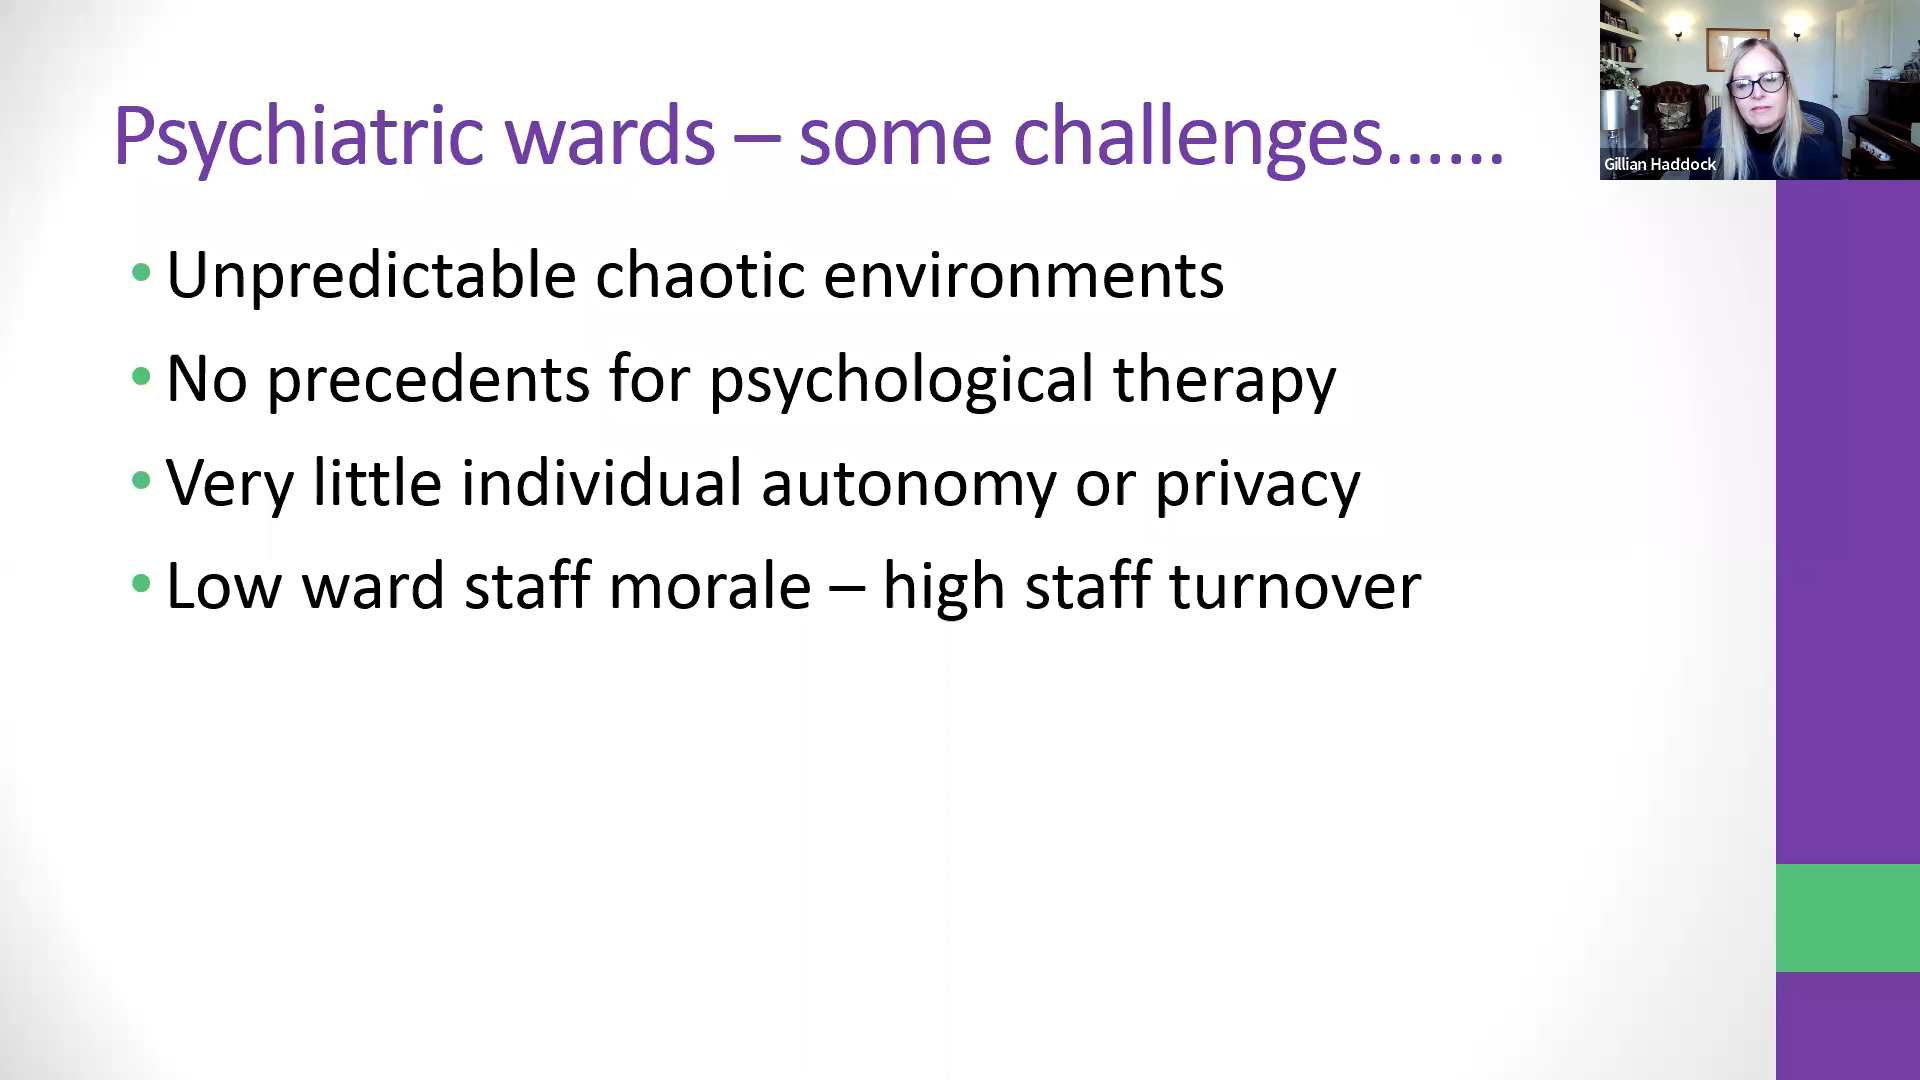 Psychiatric wards – some challenges......
• Unpredictable chaotic environments
• No precedents for psychological therapy
• Very little individual autonomy or privacy
• Low ward staff morale – high staff turnover
Gillian Haddock